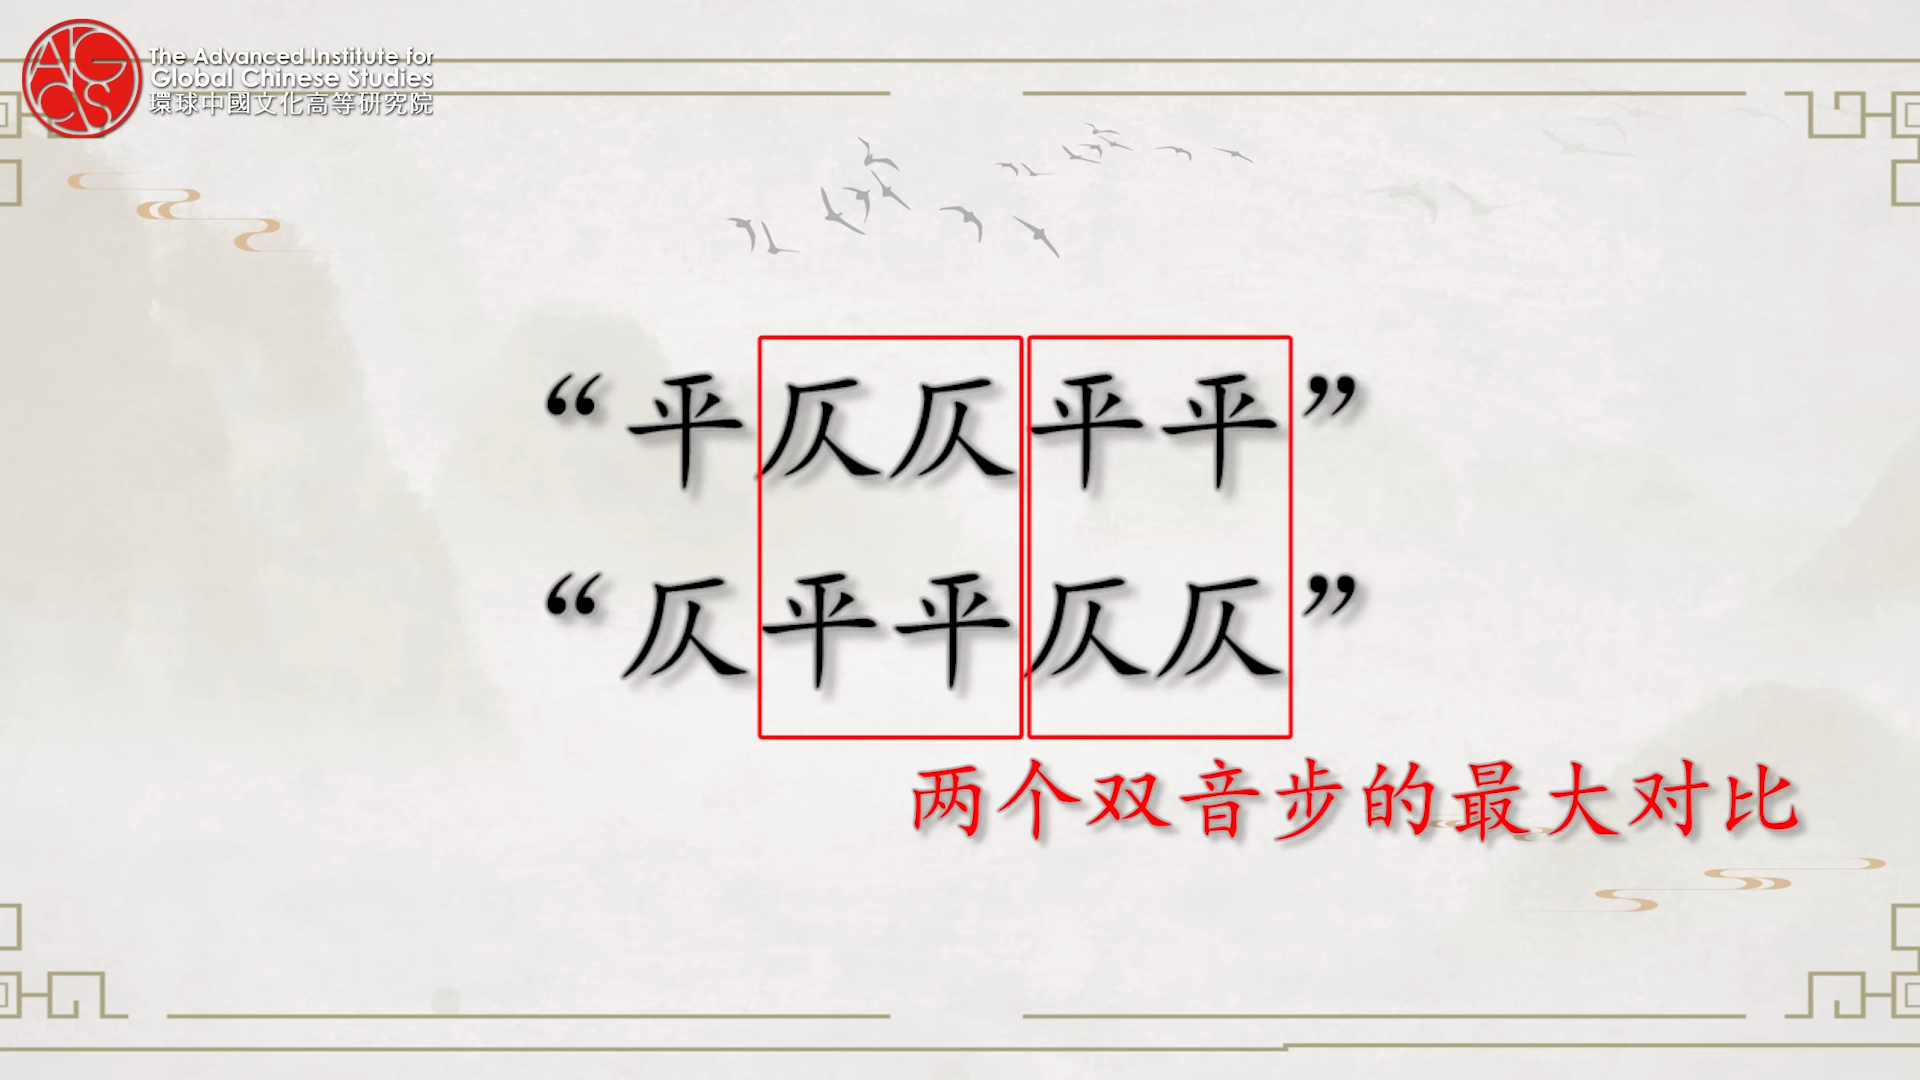 The Advanced Institute for
Global Chinese Studies
環球中國文化高等研究院
“平仄仄平平”
“仄平平仄仄”
两个双音步的最大对比